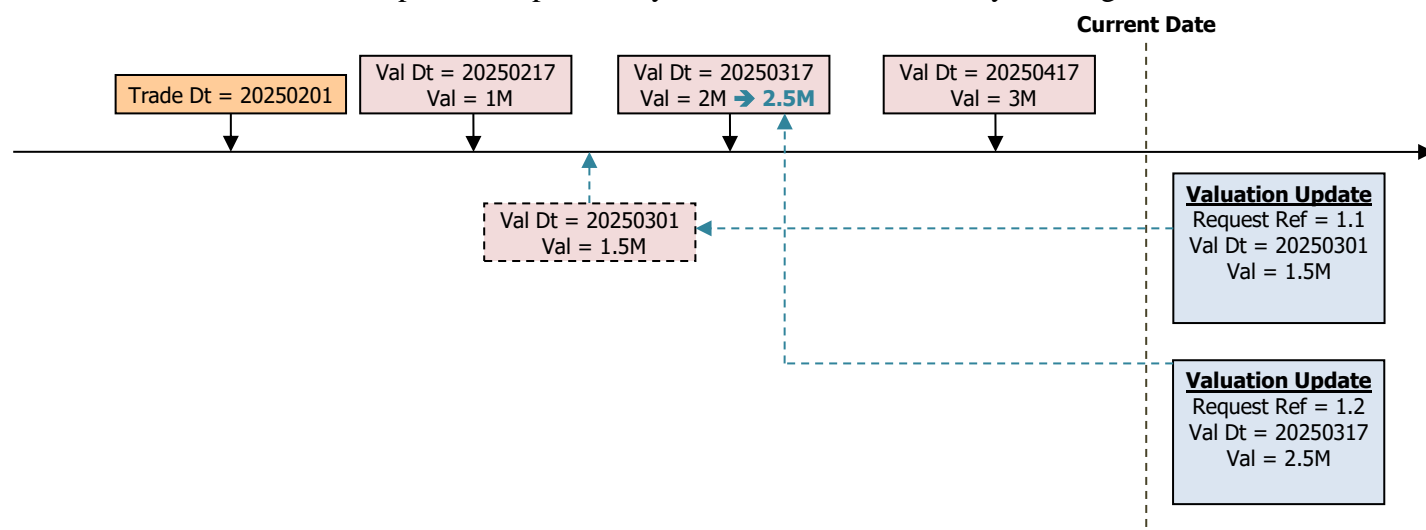 Current Date
Trade Dt = 20250201
Val Dt = 20250217
Val = 1M
Val Dt = 20250317
Val = 2M ➔ 2.5M
Val Dt = 20250417
Val = 3M
Val Dt = 20250301
Val = 1.5M
Valuation Update
Request Ref = 1.1
Val Dt = 20250301
Val = 1.5M
Valuation Update
Request Ref = 1.2
Val Dt = 20250317
Val = 2.5M